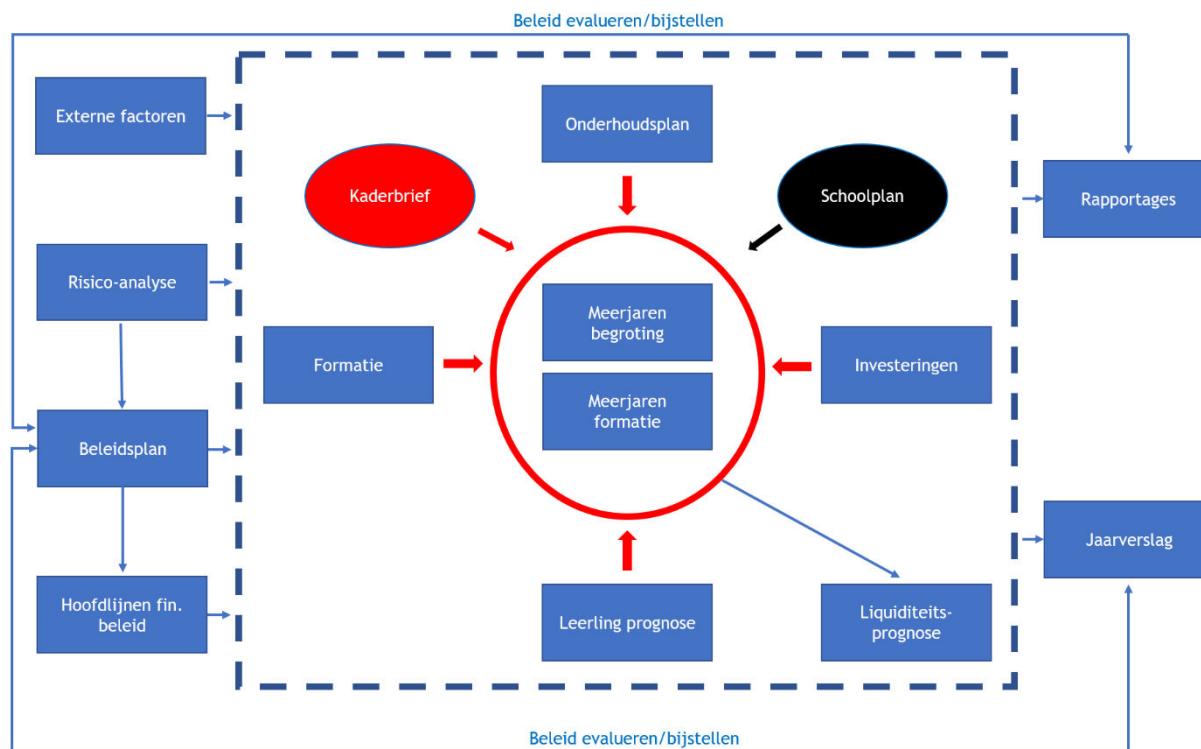 Beleid evalueren/bijstellen
Externe factoren
Onderhoudsplan
Kaderbrief
Schoolplan
Rapportages
Risico-analyse
Meerjaren
begroting
Formatie
Investeringen
Meerjaren
formatie
Beleidsplan
Jaarverslag
Hoofdlijnen fin.
beleid
Leerling prognose
Liquiditeits-
prognose
Beleid evalueren/bijstellen